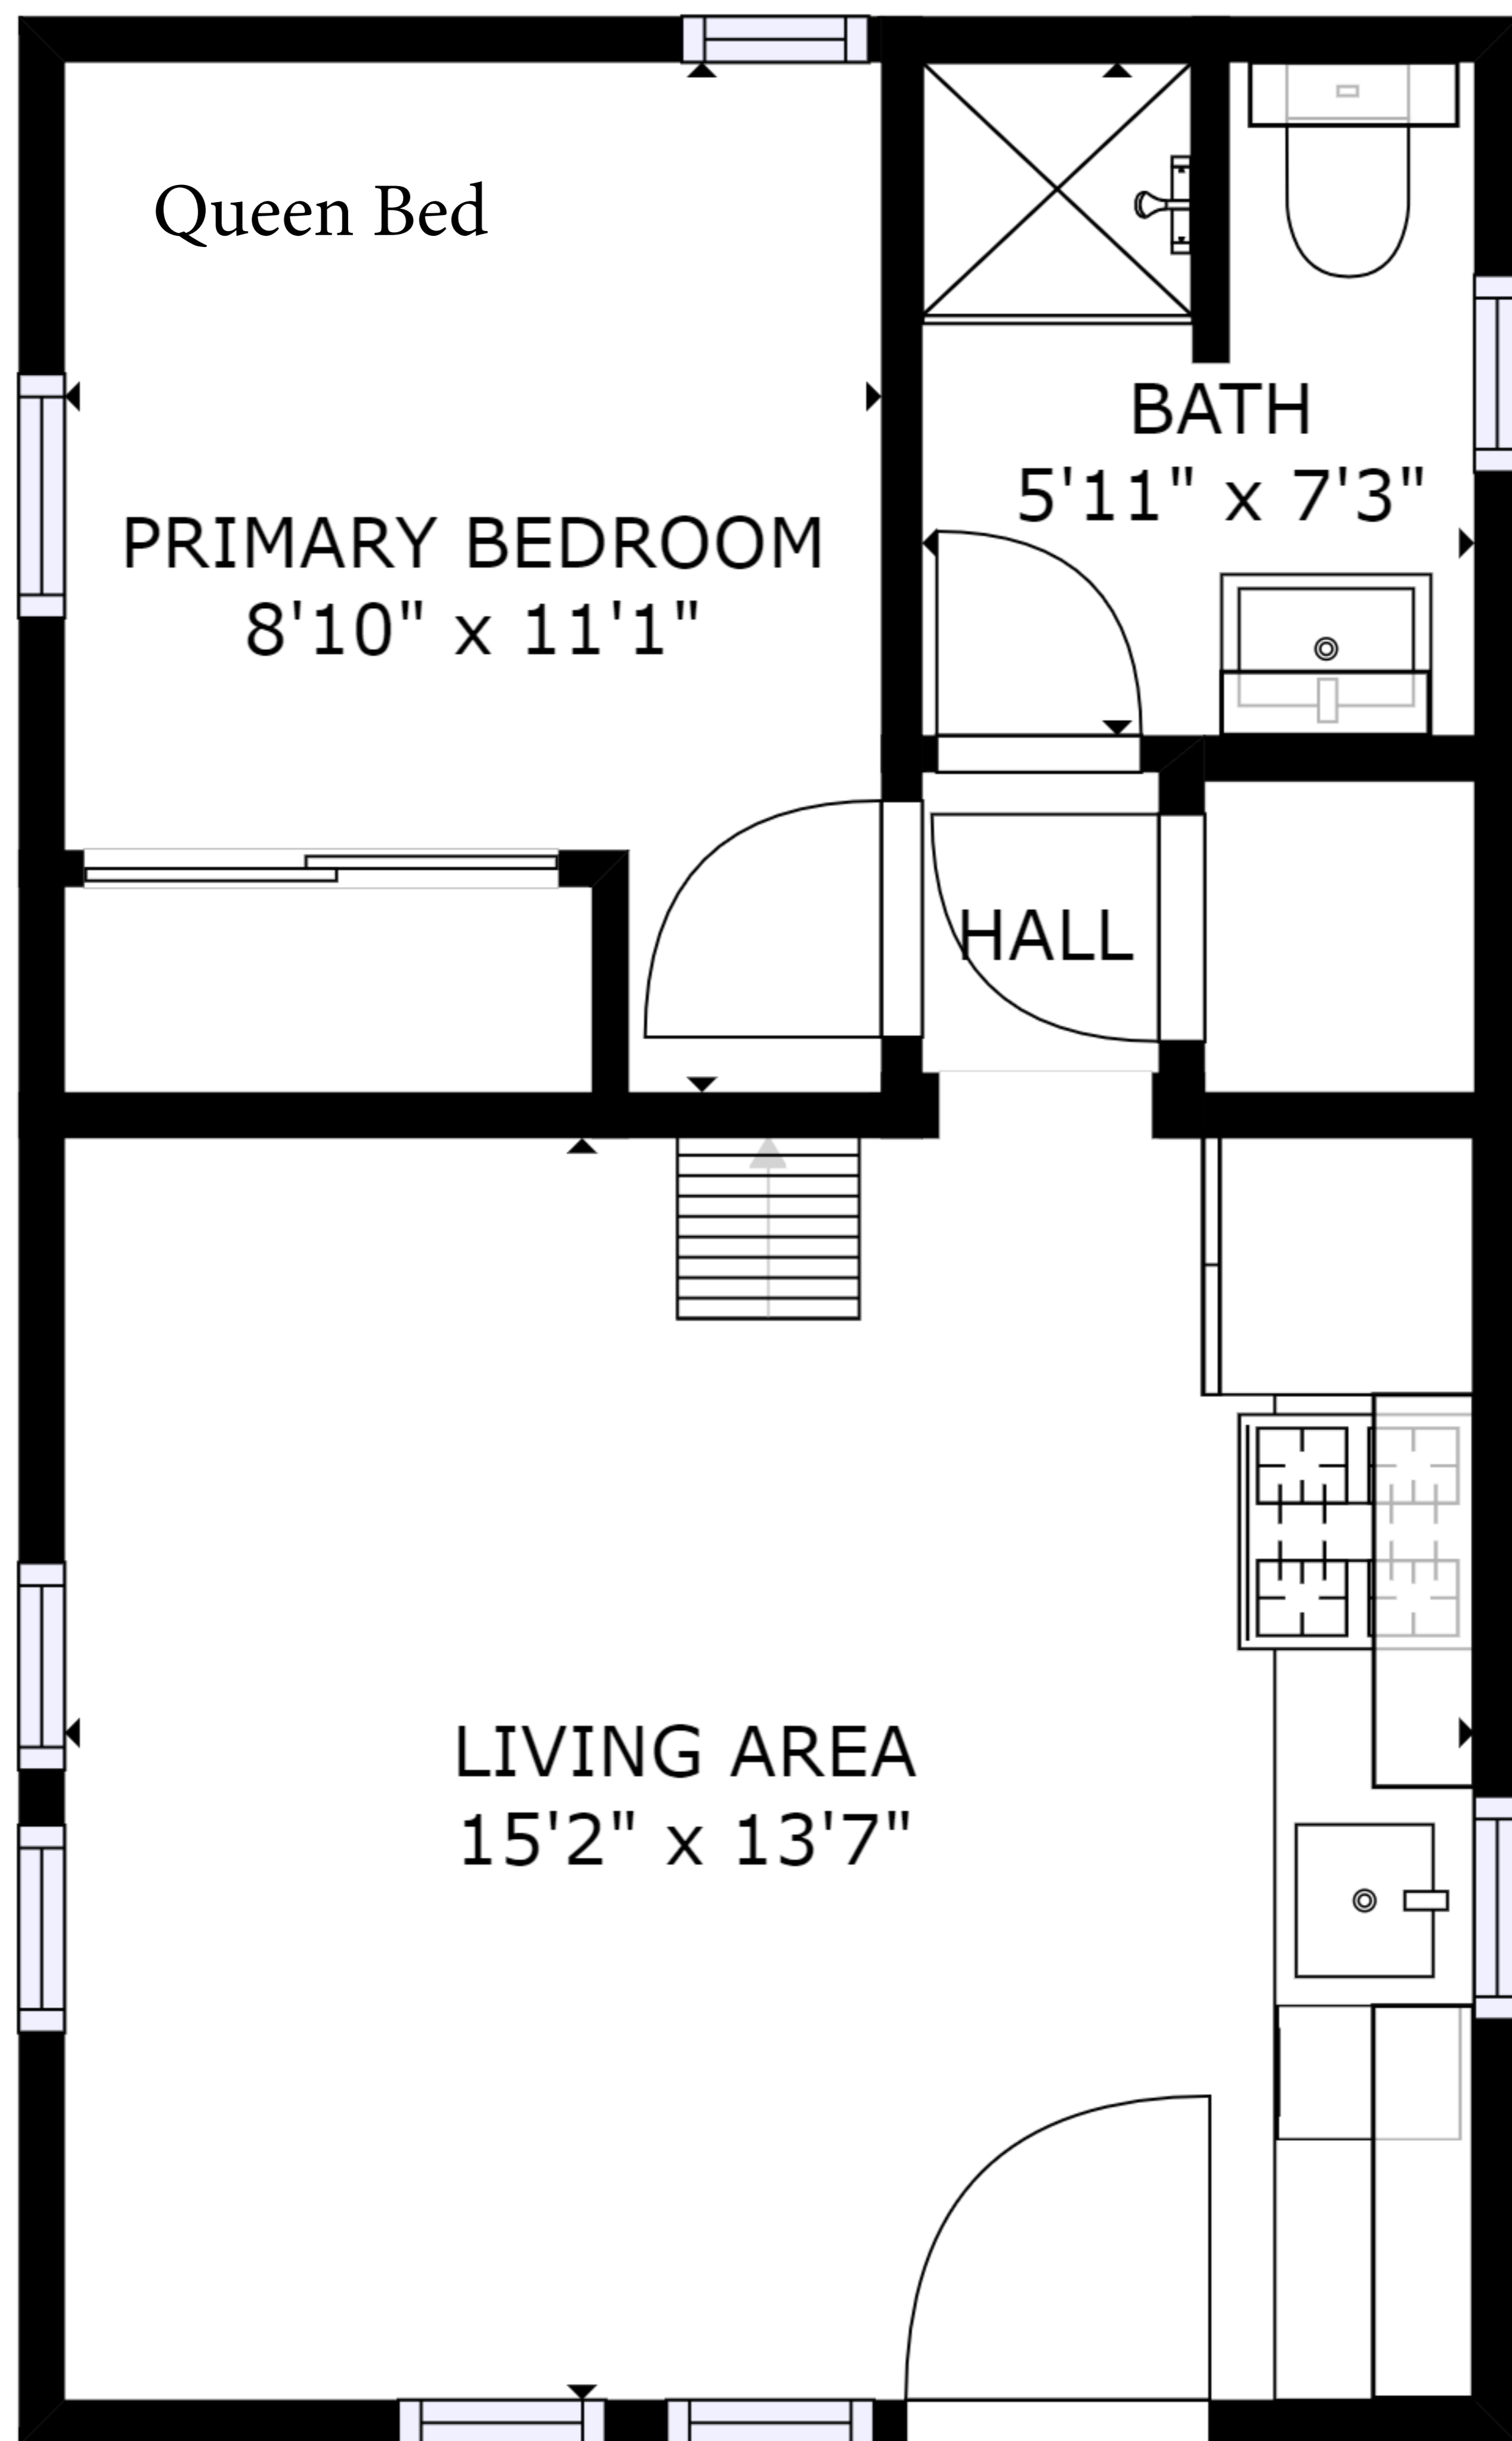 Queen Bed
BATH
5'11" x 7'3"
PRIMARY BEDROOM
8'10" x 11'1"
HALL
LIVING AREA
15'2" x 13'7"